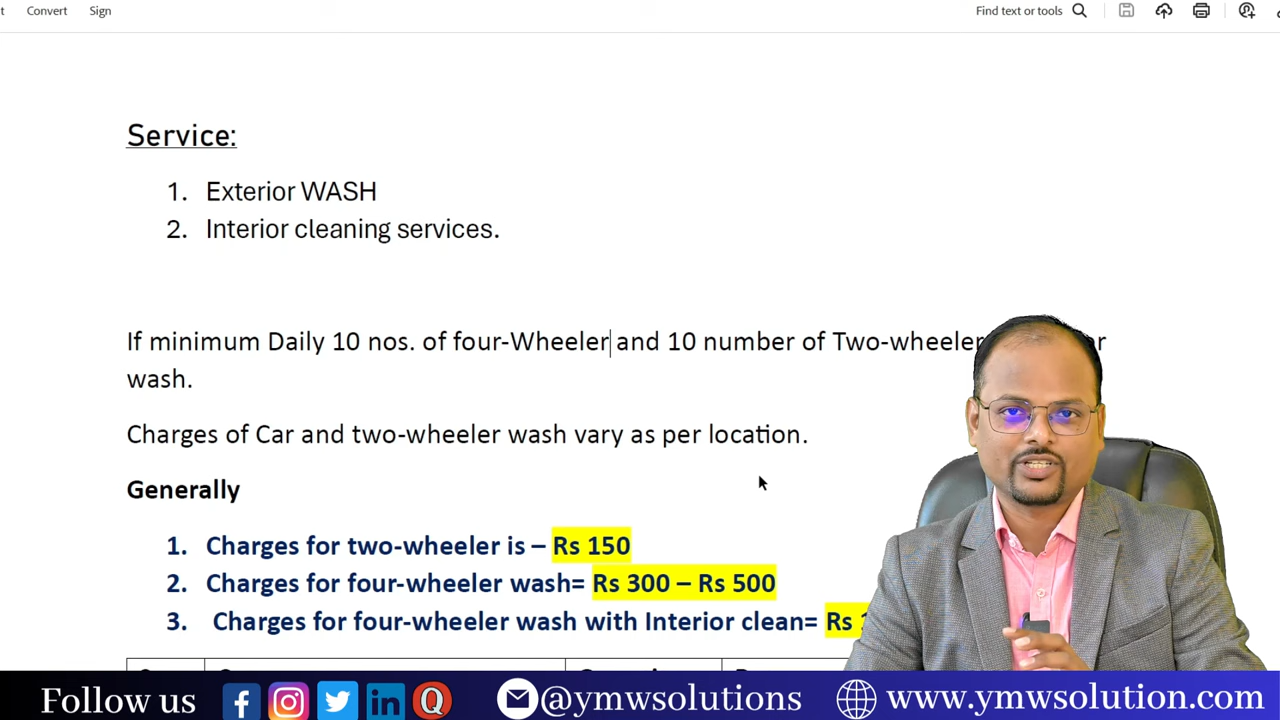 Convert Sign Find text or tools
Service:
1. Exterior WASH
2. Interior cleaning services.
If minimum Daily 10 nos. of four-Wheeler and 10 number of Two-wheeler
wash.
Charges of Car and two-wheeler wash vary as per location.
Generally
1. Charges for two-wheeler is – Rs 150
2. Charges for four-wheeler wash= Rs 300 – Rs 500
3. Charges for four-wheeler wash with Interior clean= Rs
Follow us @ymwsolutions www.ymwsolution.com